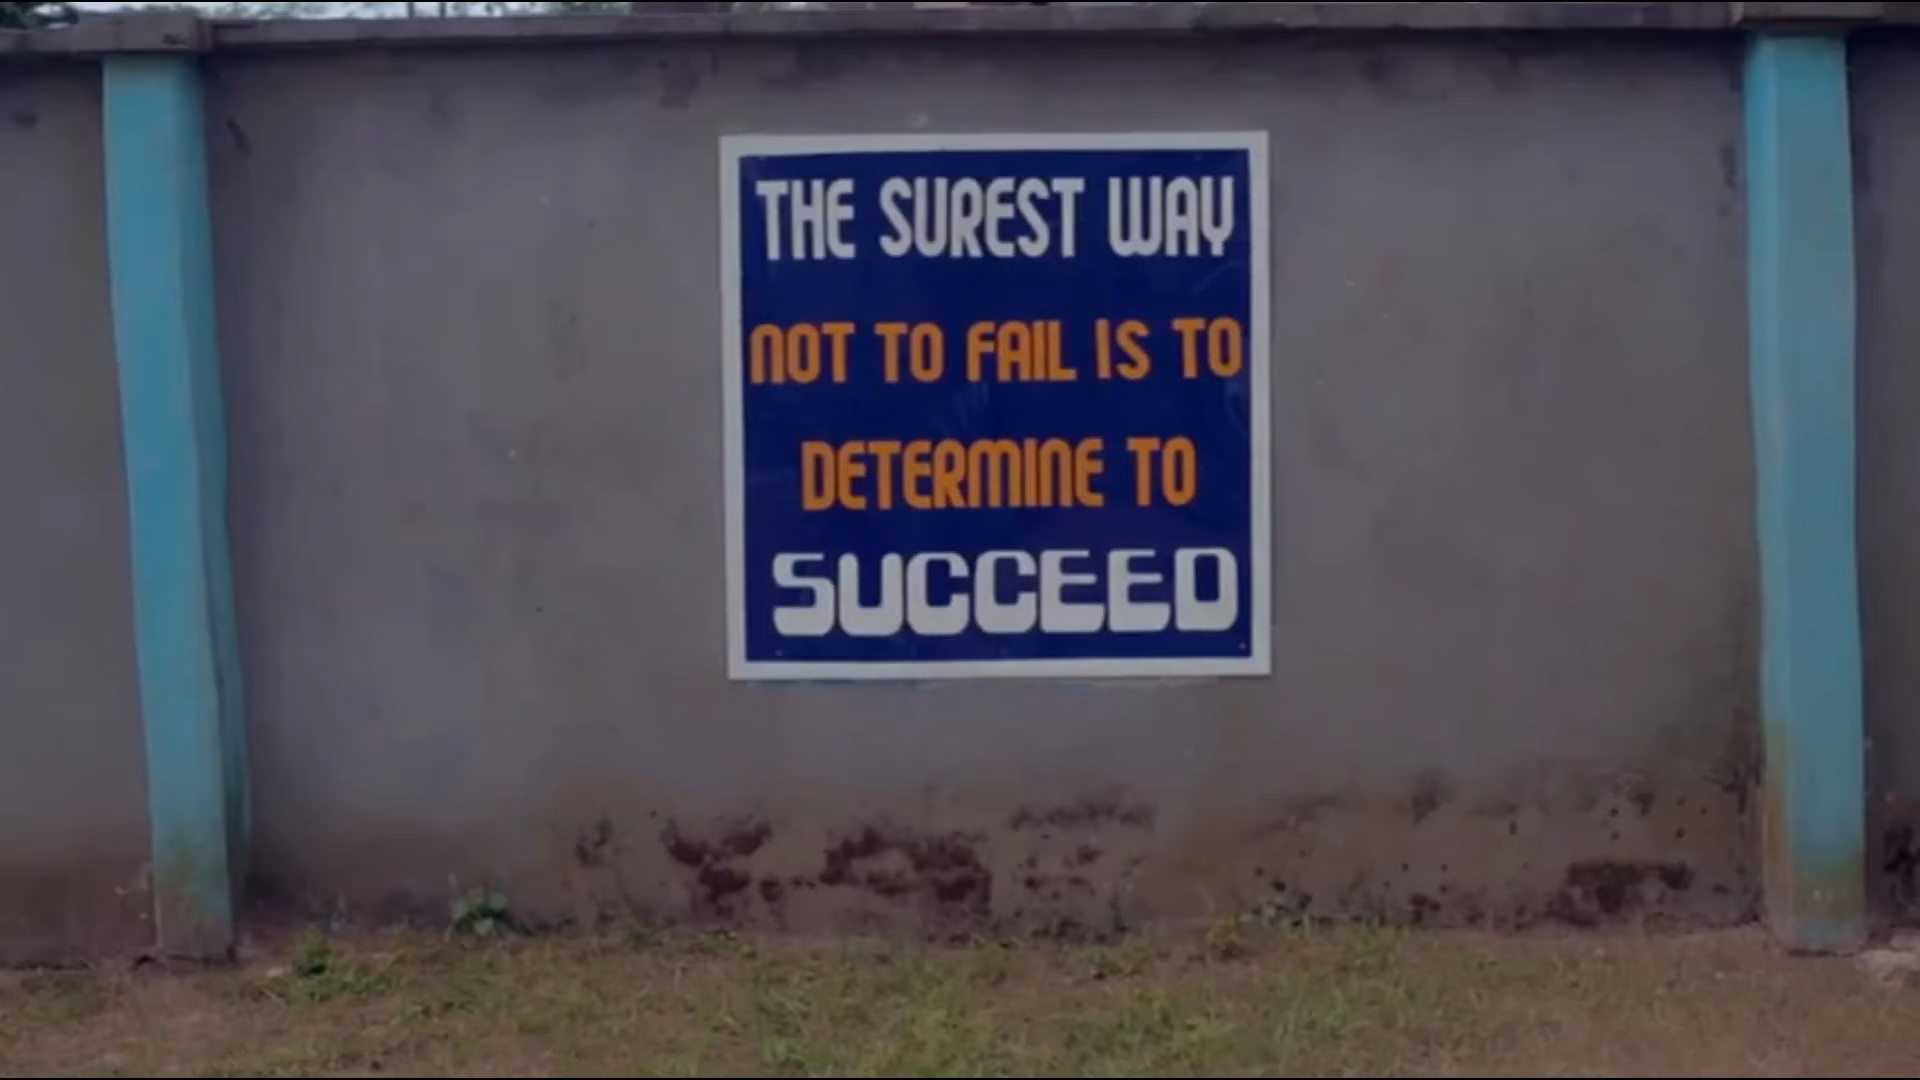 THE SUREST WAY
NOT TO FAIL IS TO
DETERMINE TO
SUCCEED